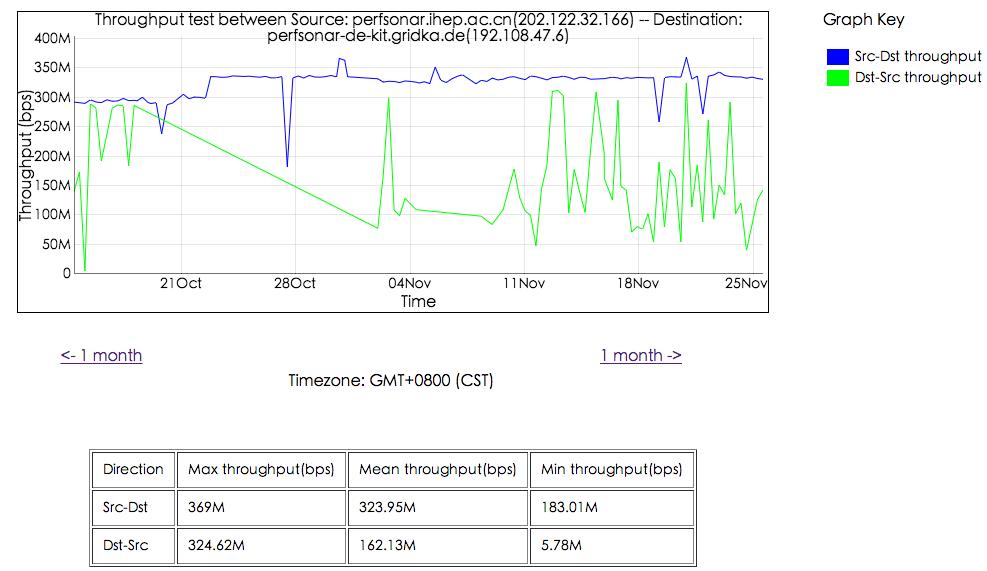 Throughput test between Source: perfsonar.ihep.ac.cn(202.122.32.166) -- Destination:
perfsonar-de-kit.gridka.de(192.108.47.6)
Graph Key
Src-Dst throughput
Dst-Src throughput
Throughput (bps)
400M
350M
300M
250M
200M
150M
100M
50M
0
21Oct 28Oct 04Nov 11Nov 18Nov 25Nov
Time
<- 1 month 1 month ->
Timezone: GMT+0800 (CST)
Direction Max throughput(bps) Mean throughput(bps) Min throughput(bps)
Src-Dst 369M 323.95M 183.01M
Dst-Src 324.62M 162.13M 5.78M